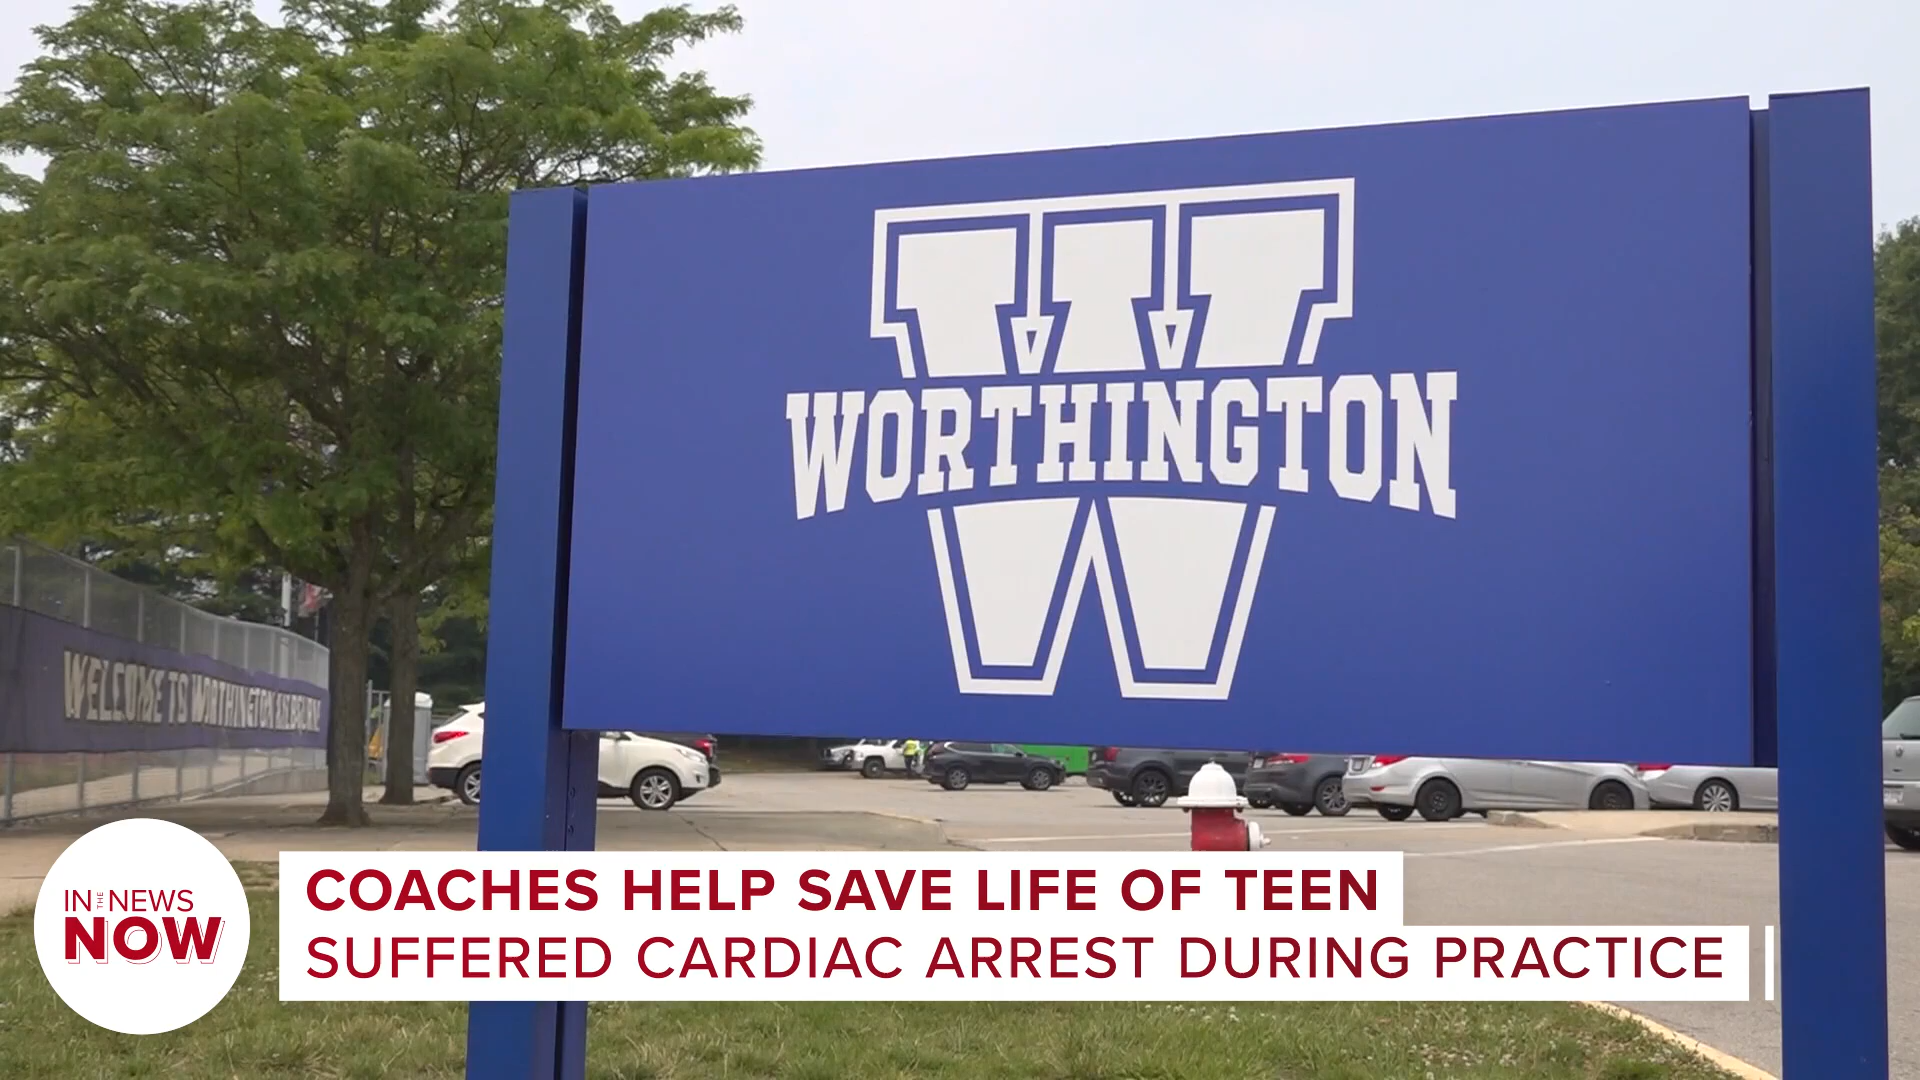 WORTHINGTON
WELCOME TO WORTHINGTON KILBOURNE
IN THE NEWS
NOW
COACHES HELP SAVE LIFE OF TEEN
SUFFERED CARDIAC ARREST DURING PRACTICE